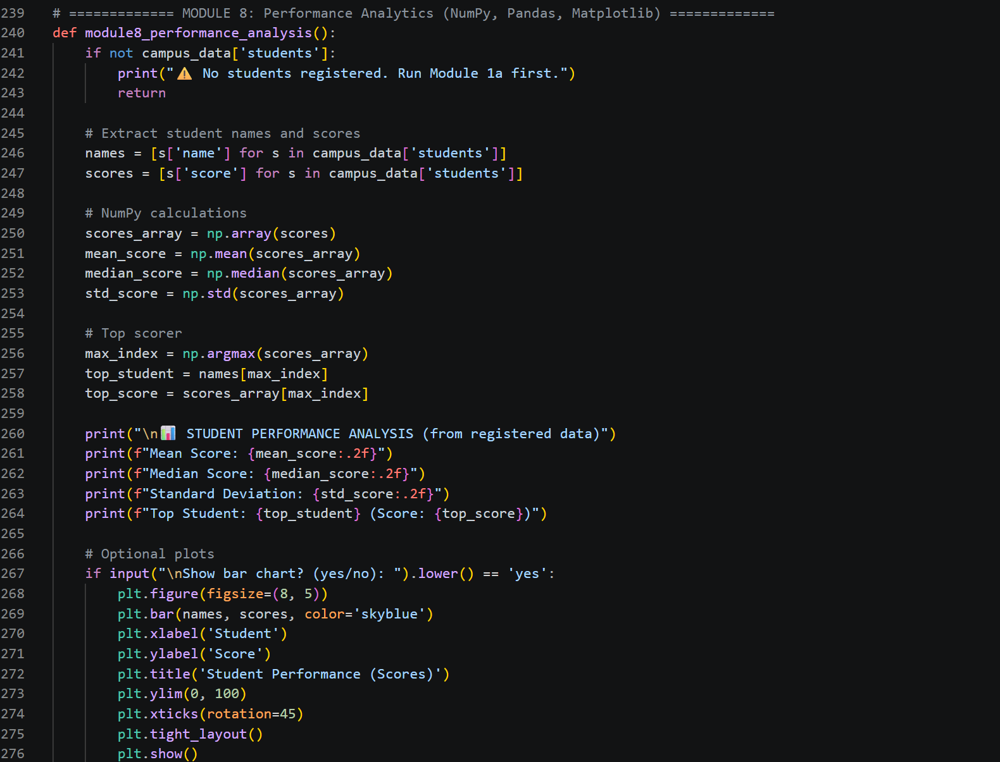 239 # ============= MODULE 8: Performance Analytics (NumPy, Pandas, Matplotlib) =============
240 def module8_performance_analysis():
241     if not campus_data['students']:
242         print("⚠️ No students registered. Run Module 1a first.")
243         return
244
245     # Extract student names and scores
246     names = [s['name'] for s in campus_data['students']]
247     scores = [s['score'] for s in campus_data['students']]
248
249     # NumPy calculations
250     scores_array = np.array(scores)
251     mean_score = np.mean(scores_array)
252     median_score = np.median(scores_array)
253     std_score = np.std(scores_array)
254
255     # Top scorer
256     max_index = np.argmax(scores_array)
257     top_student = names[max_index]
258     top_score = scores_array[max_index]
259
260     print("\n📊 STUDENT PERFORMANCE ANALYSIS (from registered data)")
261     print(f"Mean Score: {mean_score:.2f}")
262     print(f"Median Score: {median_score:.2f}")
263     print(f"Standard Deviation: {std_score:.2f}")
264     print(f"Top Student: {top_student} (Score: {top_score})")
265
266     # Optional plots
267     if input("\nShow bar chart? (yes/no): ").lower() == 'yes':
268         plt.figure(figsize=(8, 5))
269         plt.bar(names, scores, color='skyblue')
270         plt.xlabel('Student')
271         plt.ylabel('Score')
272         plt.title('Student Performance (Scores)')
273         plt.ylim(0, 100)
274         plt.xticks(rotation=45)
275         plt.tight_layout()
276         plt.show()